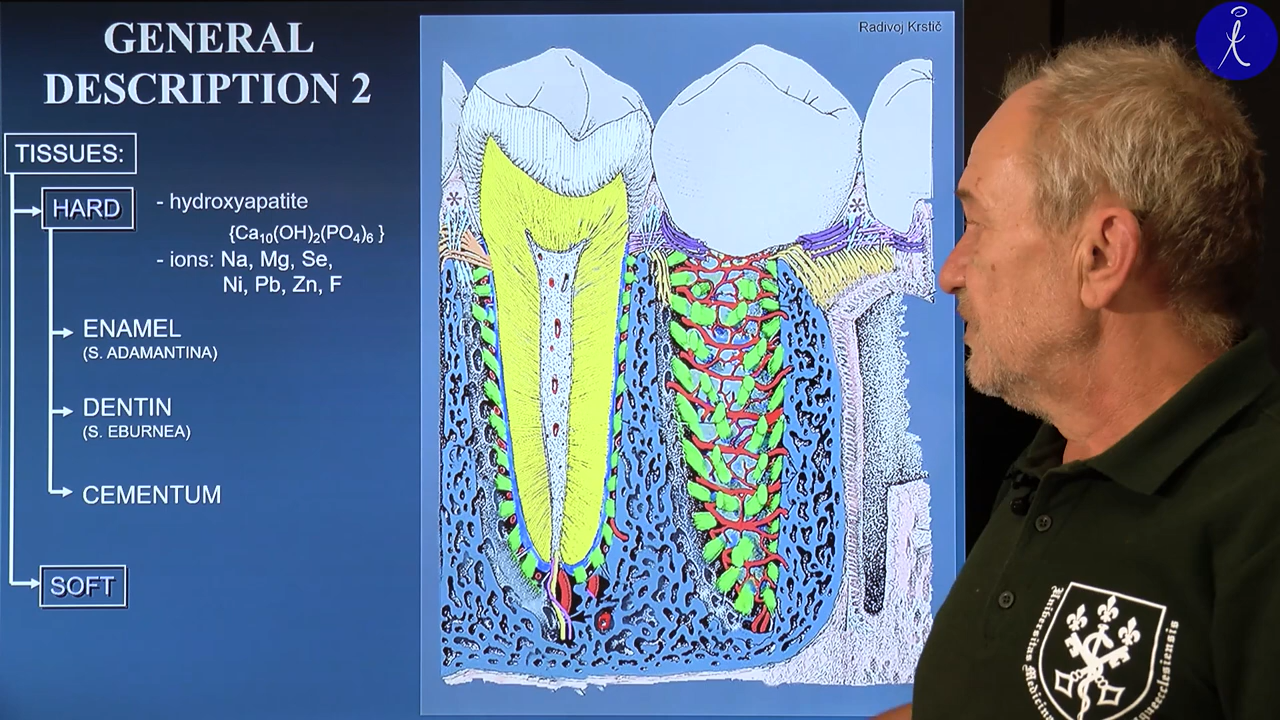 GENERAL
DESCRIPTION 2
Radivoj Krstič
TISSUES:
HARD
- hydroxyapatite
{Ca₁₀(OH)₂(PO₄)₆ }
- ions: Na, Mg, Se,
Ni, Pb, Zn, F
ENAMEL
(S. ADAMANTINA)
DENTIN
(S. EBURNEA)
CEMENTUM
SOFT